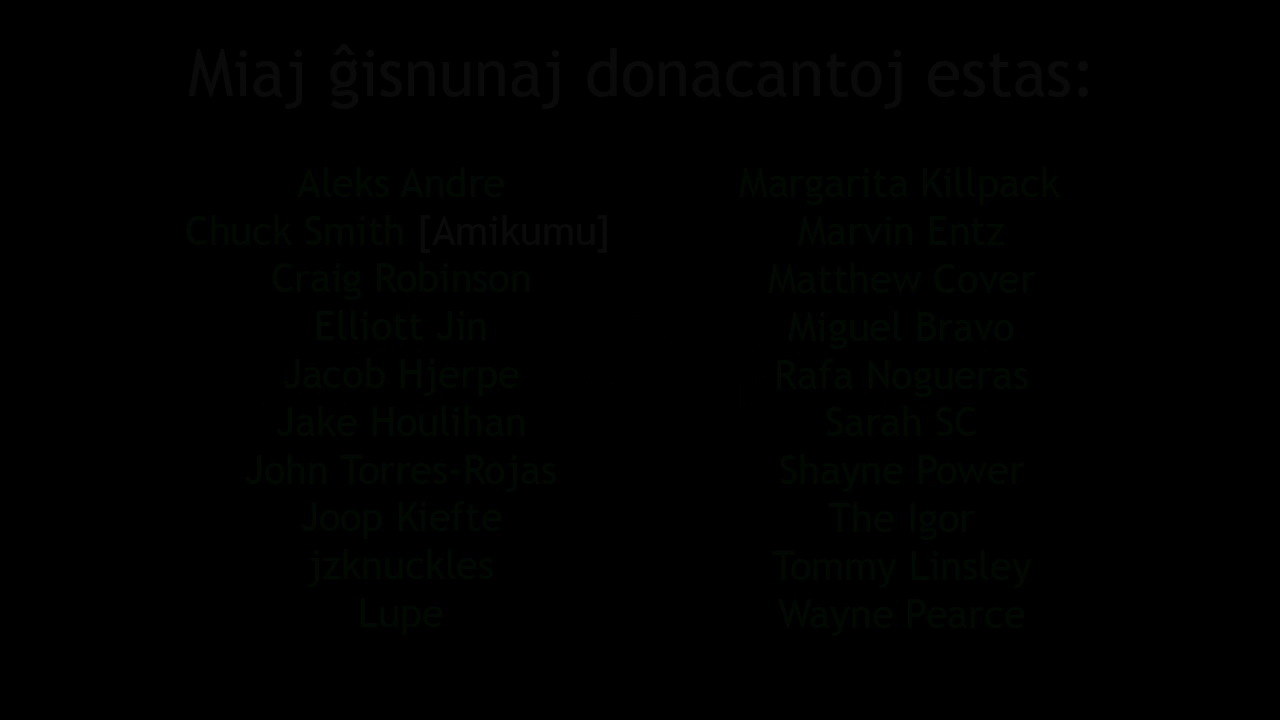 Miaj ĝisnunaj donacantoj estas:
Aleks Andre
Chuck Smith [Amikumu]
Craig Robinson
Elliott Jin
Jacob Hjerpe
Jake Houlihan
John Torres-Rojas
Joop Kiefte
jzknuckles
Lupe
Margarita Killpack
Marvin Entz
Matthew Cover
Miguel Bravo
Rafa Nogueras
Sarah SC
Shayne Power
The Igor
Tommy Linsley
Wayne Pearce